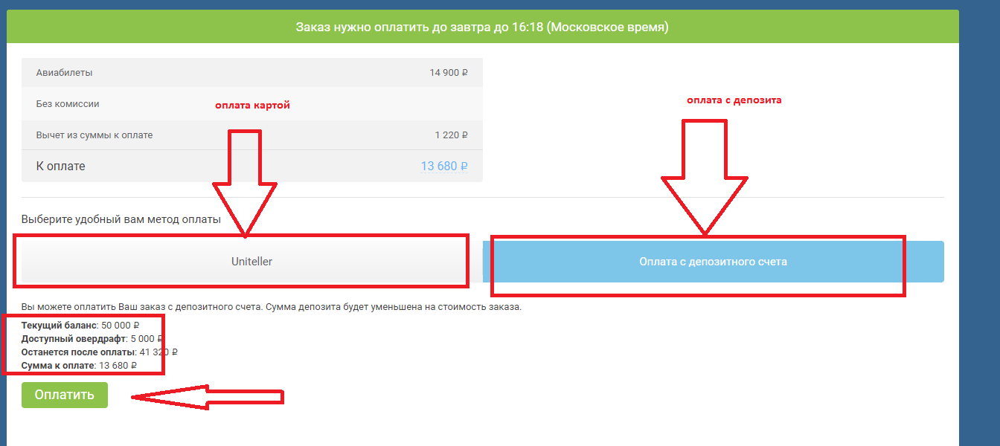 Заказ нужно оплатить до завтра до 16:18 (Московское время)
Авиабилеты 14 900 ₽
Без комиссии
оплата картой
оплата с депозита
Вычет из суммы к оплате 1 220 ₽
К оплате 13 680 ₽
Выберите удобный вам метод оплаты
Uniteller
Оплата с депозитного счета
Вы можете оплатить Ваш заказ с депозитного счета. Сумма депозита будет уменьшена на стоимость заказа.
Текущий баланс: 50 000 ₽
Доступный овердрафт: 5 000 ₽
Останется после оплаты: 41 320 ₽
Сумма к оплате: 13 680 ₽
Оплатить